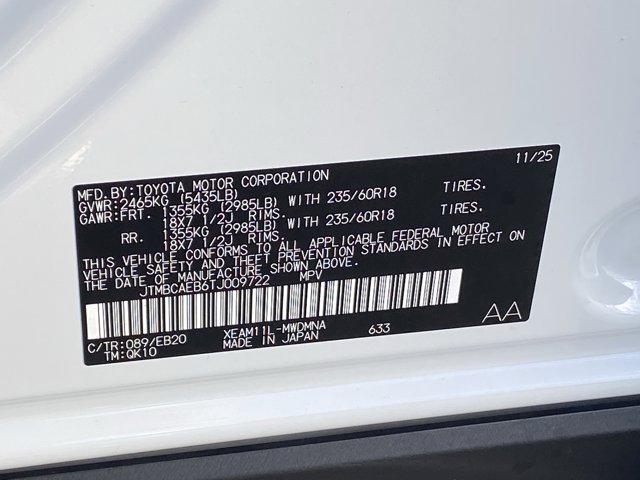 MFD. BY: TOYOTA MOTOR CORPORATION 11/25
GVWR: 2465KG (5435LB)
GAWR: FRT. 1355KG (2985LB) WITH 235/60R18 TIRES.
18X7 1/2J RIMS.
RR. 1355KG (2985LB) WITH 235/60R18 TIRES.
18X7 1/2J RIMS.
THIS VEHICLE CONFORMS TO ALL APPLICABLE FEDERAL MOTOR
VEHICLE SAFETY AND THEFT PREVENTION STANDARDS IN EFFECT ON
THE DATE OF MANUFACTURE SHOWN ABOVE.
JTMBCAEB6TJ009722 MPV
C/TR: 089/EB20 XEAM11L-MWDMNA 633 AA
TM: QK10 MADE IN JAPAN